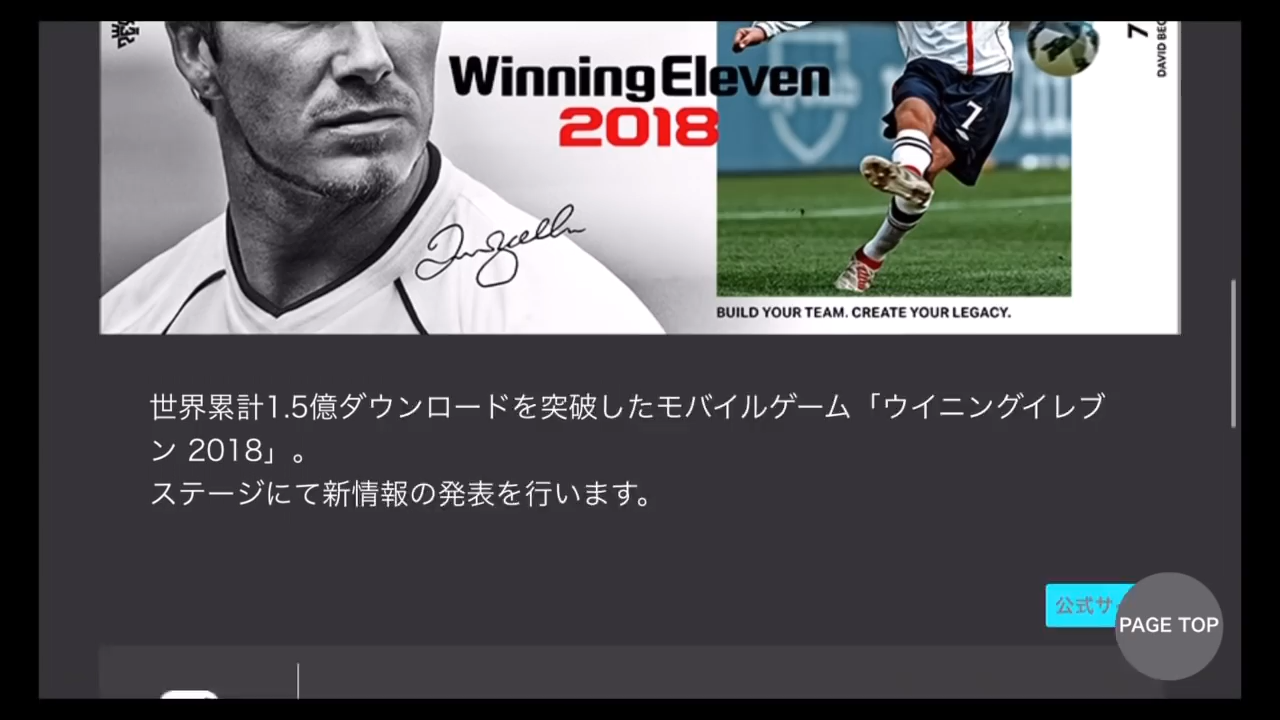 Winning Eleven
2018
7
DAVID BEC
7
BUILD YOUR TEAM. CREATE YOUR LEGACY.
世界累計1.5億ダウンロードを突破したモバイルゲーム「ウイニングイレブ
ン 2018」。
ステージにて新情報の発表を行います。
公式サ
PAGE TOP